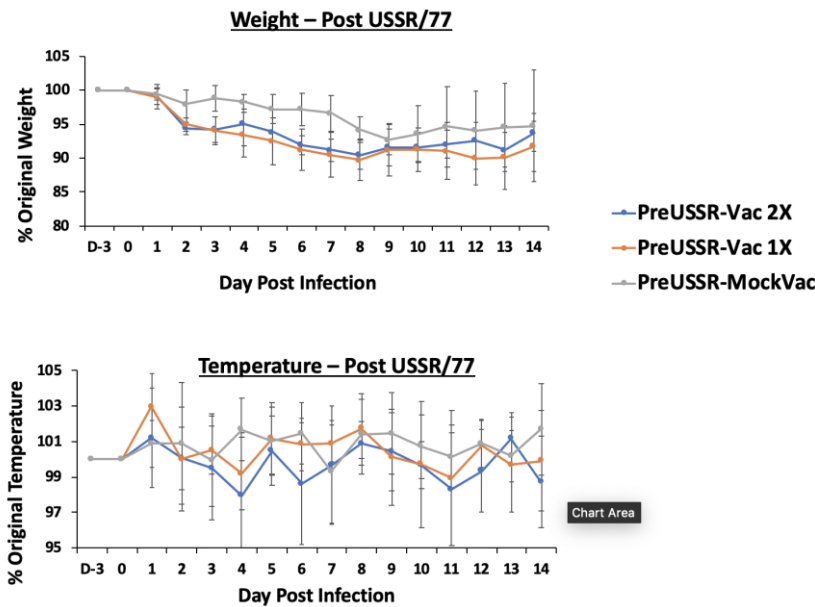 Weight – Post USSR/77
% Original Weight
100
95
90
85
80
D-3 0 1 2 3 4 5 6 7 8 9 10 11 12 13 14
Day Post Infection
PreUSSR-Vac 2X
PreUSSR-Vac 1X
PreUSSR-MockVac
Temperature – Post USSR/77
% Original Temperature
105
103
101
99
97
95
D-3 0 1 2 3 4 5 6 7 8 9 10 11 12 13 14
Day Post Infection
Chart Area